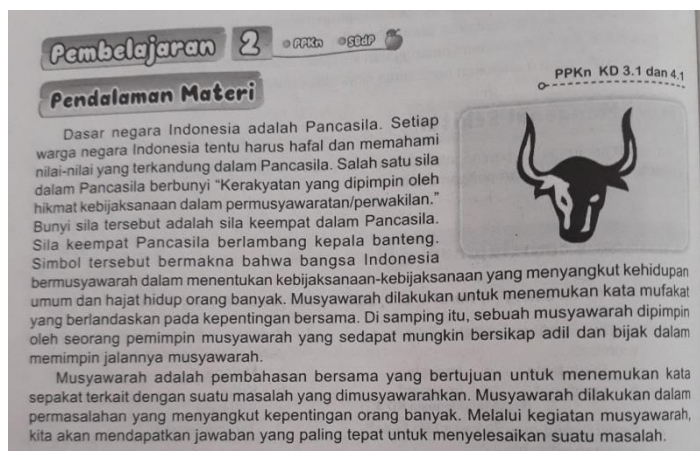 Pembelajaran 2 PPKn SBdP
PPKn KD 3.1 dan 4.1
Pendalaman Materi
Dasar negara Indonesia adalah Pancasila. Setiap
warga negara Indonesia tentu harus hafal dan memahami
nilai-nilai yang terkandung dalam Pancasila. Salah satu sila
dalam Pancasila berbunyi “Kerakyatan yang dipimpin oleh
hikmat kebijaksanaan dalam permusyawaratan/perwakilan.”
Bunyi sila tersebut adalah sila keempat dalam Pancasila.
Sila keempat Pancasila berlambang kepala banteng.
Simbol tersebut bermakna bahwa bangsa Indonesia
bermusyawarah dalam menentukan kebijaksanaan-kebijaksanaan yang menyangkut kehidupan
umum dan hajat hidup orang banyak. Musyawarah dilakukan untuk menemukan kata mufakat
yang berlandaskan pada kepentingan bersama. Di samping itu, sebuah musyawarah dipimpin
oleh seorang pemimpin musyawarah yang sedapat mungkin bersikap adil dan bijak dalam
memimpin jalannya musyawarah.
Musyawarah adalah pembahasan bersama yang bertujuan untuk menemukan kata
sepakat terkait dengan suatu masalah yang dimusyawarahkan. Musyawarah dilakukan dalam
permasalahan yang menyangkut kepentingan orang banyak. Melalui kegiatan musyawarah,
kita akan mendapatkan jawaban yang paling tepat untuk menyelesaikan suatu masalah.